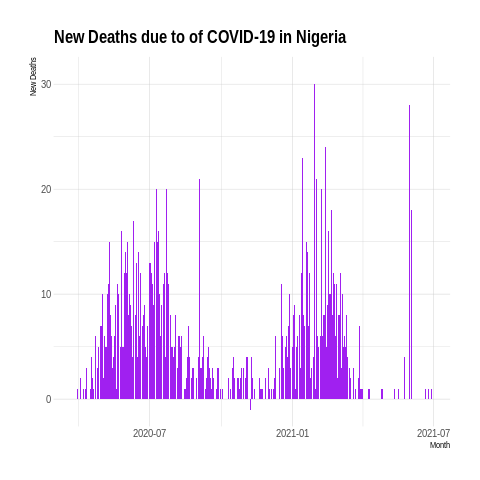 New Deaths due to of COVID-19 in Nigeria
New Deaths
30
20
10
0
2020-07
2021-01
2021-07
Month